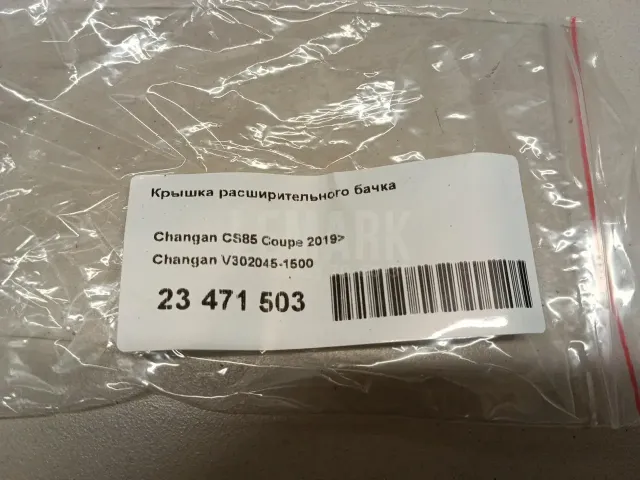 Крышка расширительного бачка
Changan CS85 Coupe 2019>
Changan V302045-1500
23 471 503